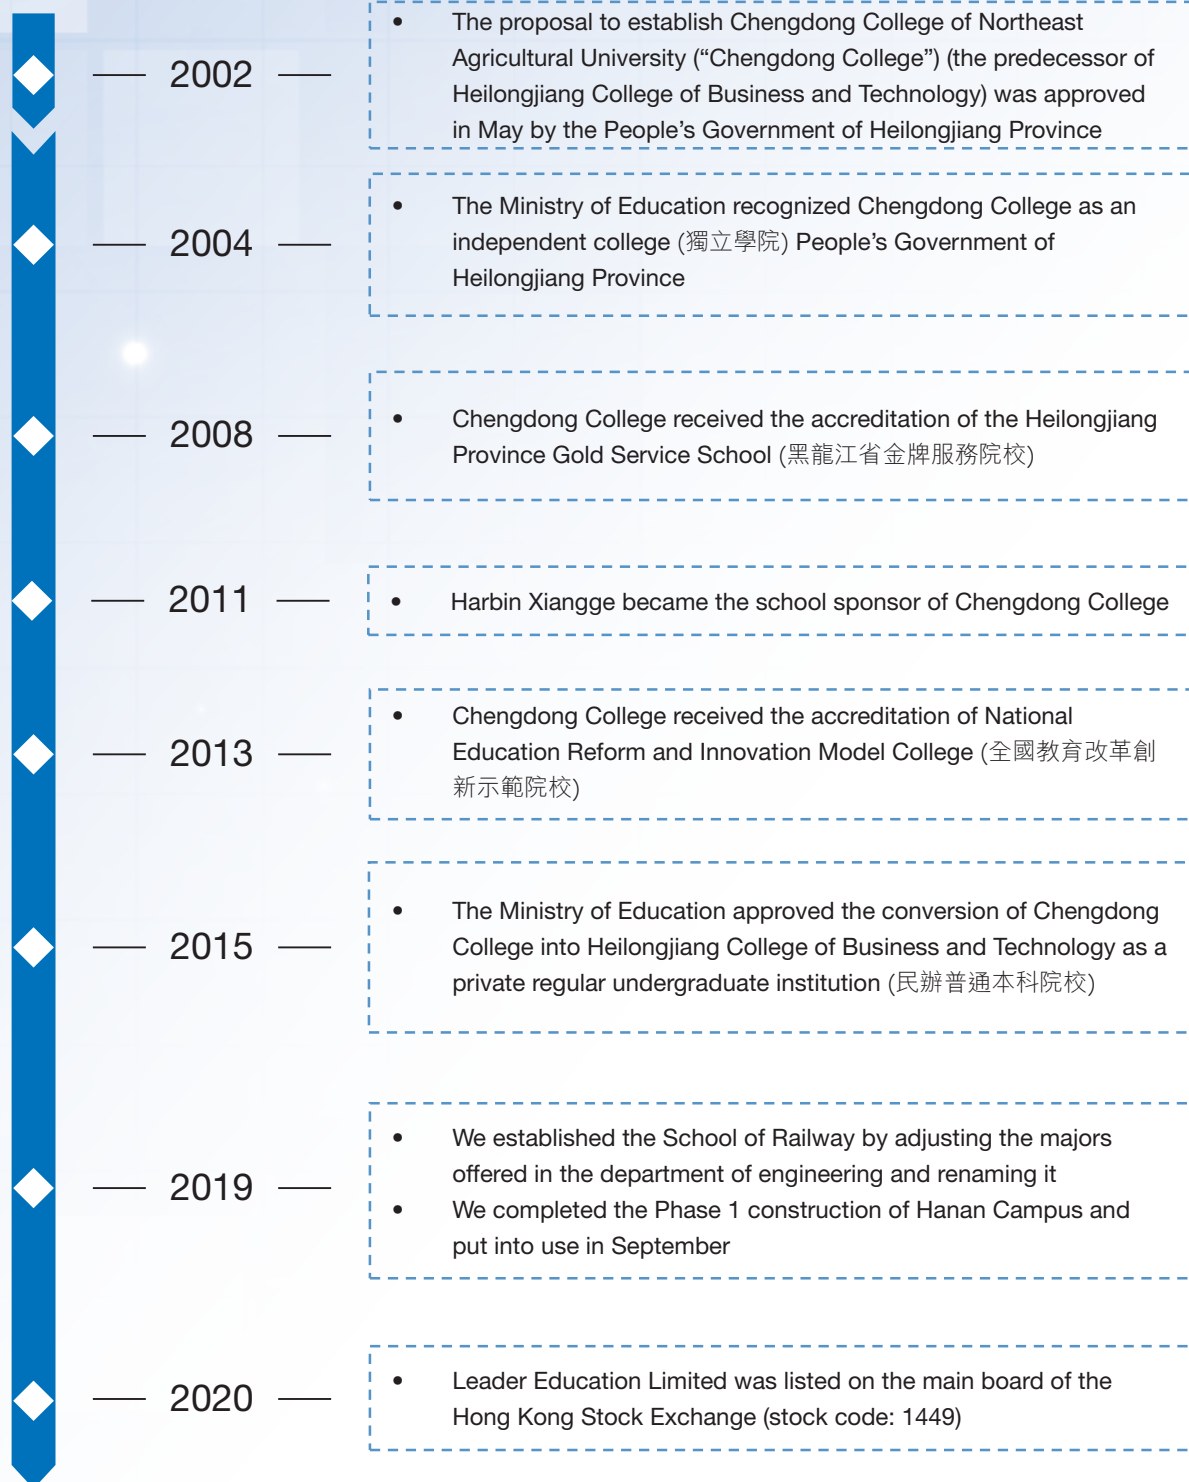 2002
• The proposal to establish Chengdong College of Northeast
Agricultural University (“Chengdong College”) (the predecessor of
Heilongjiang College of Business and Technology) was approved
in May by the People’s Government of Heilongjiang Province
2004
• The Ministry of Education recognized Chengdong College as an
independent college (獨立學院) People’s Government of
Heilongjiang Province
2008
• Chengdong College received the accreditation of the Heilongjiang
Province Gold Service School (黑龍江省金牌服務院校)
2011
• Harbin Xiangge became the school sponsor of Chengdong College
2013
• Chengdong College received the accreditation of National
Education Reform and Innovation Model College (全國教育改革創
新示範院校)
2015
• The Ministry of Education approved the conversion of Chengdong
College into Heilongjiang College of Business and Technology as a
private regular undergraduate institution (民辦普通本科院校)
2019
• We established the School of Railway by adjusting the majors
offered in the department of engineering and renaming it
• We completed the Phase 1 construction of Hanan Campus and
put into use in September
2020
• Leader Education Limited was listed on the main board of the
Hong Kong Stock Exchange (stock code: 1449)